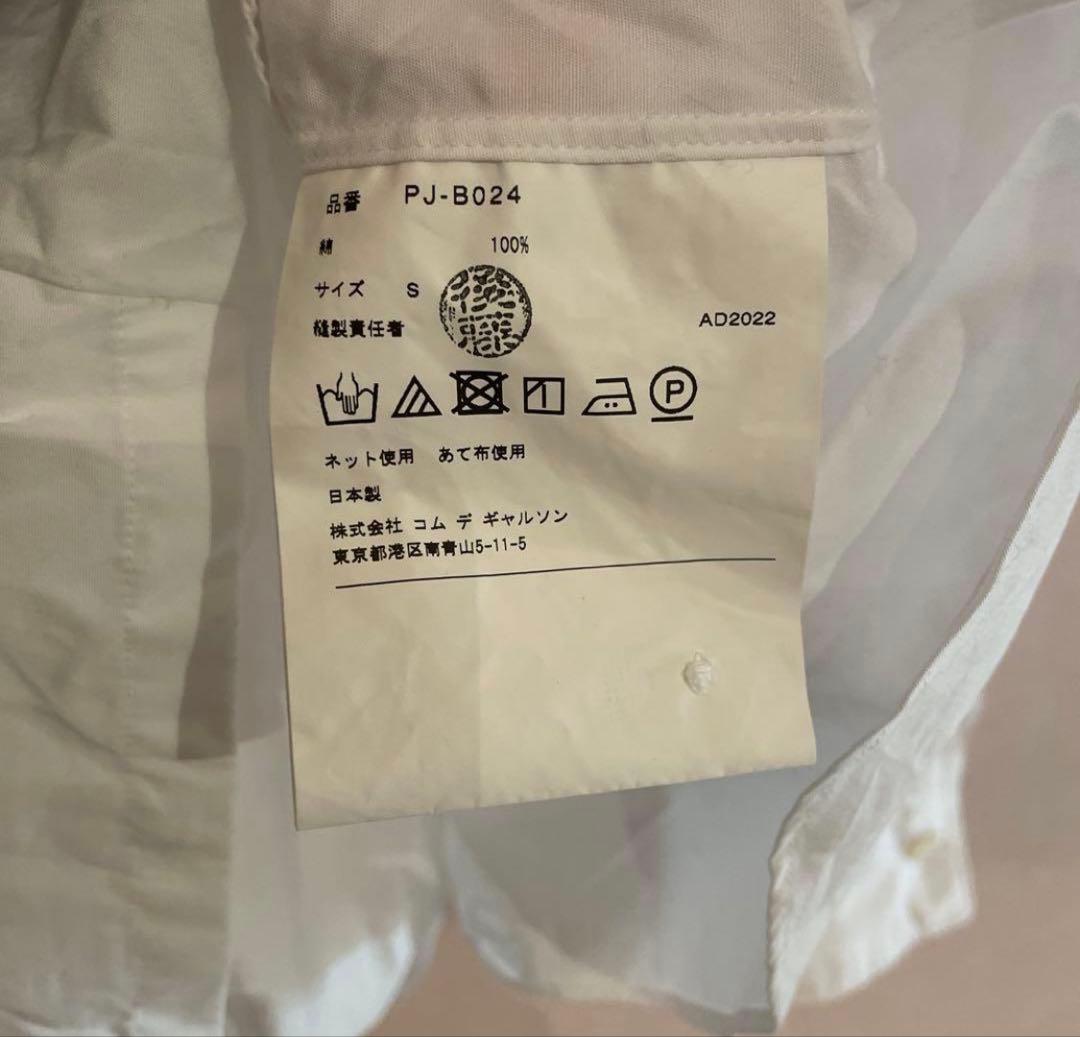 品番 PJ-B024
綿 100%
サイズ S
縫製責任者 後藤
AD2022
P
ネット使用 あて布使用
日本製
株式会社 コム デ ギャルソン
東京都港区南青山5-11-5